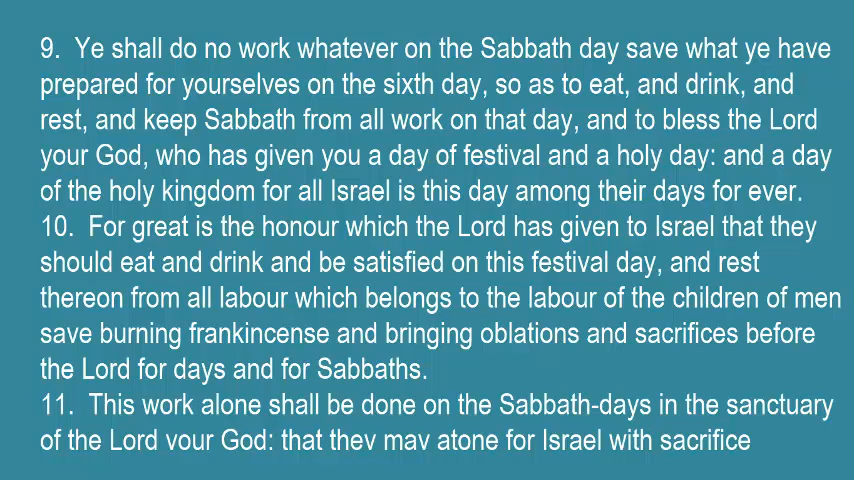 9.  Ye shall do no work whatever on the Sabbath day save what ye have
prepared for yourselves on the sixth day, so as to eat, and drink, and
rest, and keep Sabbath from all work on that day, and to bless the Lord
your God, who has given you a day of festival and a holy day: and a day
of the holy kingdom for all Israel is this day among their days for ever.
10.  For great is the honour which the Lord has given to Israel that they
should eat and drink and be satisfied on this festival day, and rest
thereon from all labour which belongs to the labour of the children of men
save burning frankincense and bringing oblations and sacrifices before
the Lord for days and for Sabbaths.
11.  This work alone shall be done on the Sabbath-days in the sanctuary
of the Lord your God: that they may atone for Israel with sacrifice